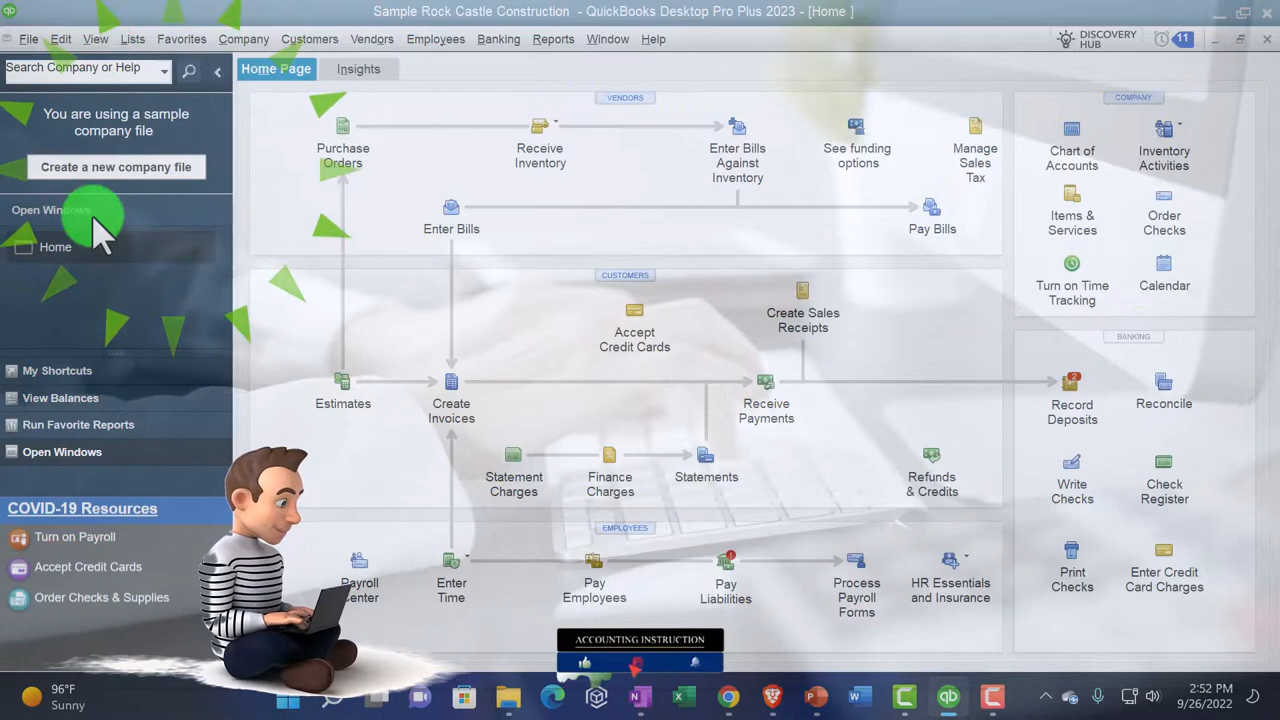 Sample Rock Castle Construction - QuickBooks Desktop Pro Plus 2023 - [Home ]
File Edit View Lists Favorites Company Customers Vendors Employees Banking Reports Window Help
DISCOVERY
HUB
11
Search Company or Help
Home Page
Insights
You are using a sample
company file
Create a new company file
Open Windows
Home
My Shortcuts
View Balances
Run Favorite Reports
Open Windows
COVID-19 Resources
Turn on Payroll
Accept Credit Cards
Order Checks & Supplies
VENDORS
Purchase
Orders
Receive
Inventory
Enter Bills
Against
Inventory
See funding
options
Manage
Sales
Tax
Enter Bills
Pay Bills
CUSTOMERS
Accept
Credit Cards
Create Sales
Receipts
Estimates
Create
Invoices
Receive
Payments
Statement
Charges
Finance
Charges
Statements
Refunds
& Credits
EMPLOYEES
Payroll
Center
Enter
Time
Pay
Employees
Pay
Liabilities
Process
Payroll
Forms
HR Essentials
and Insurance
COMPANY
Chart of
Accounts
Inventory
Activities
Items &
Services
Order
Checks
Turn on Time
Tracking
Calendar
BANKING
2
Record
Deposits
Reconcile
Write
Checks
Check
Register
Print
Checks
Enter Credit
Card Charges
ACCOUNTING INSTRUCTION
96°F
Sunny
2:52 PM
9/26/2022